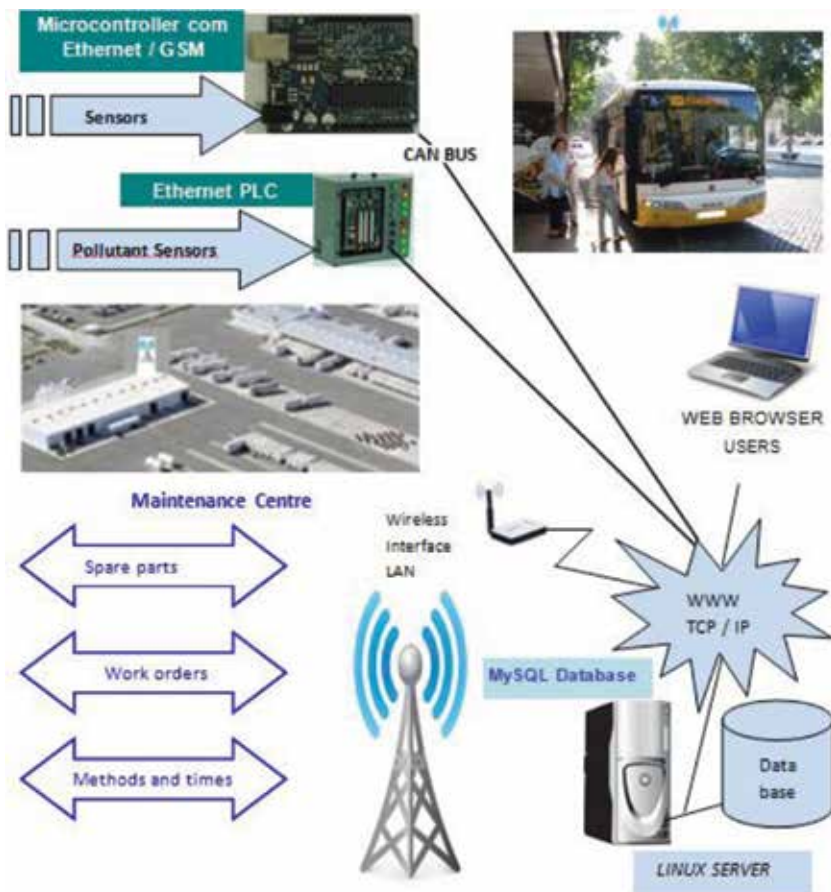 Microcontroller com
Ethernet / GSM
Sensors
CAN BUS
Ethernet PLC
Pollutant Sensors
WEB BROWSER
USERS
Maintenance Centre
Spare parts
Work orders
Methods and times
Wireless
Interface
LAN
WWW
TCP / IP
MySQL Database
Data
base
LINUX SERVER